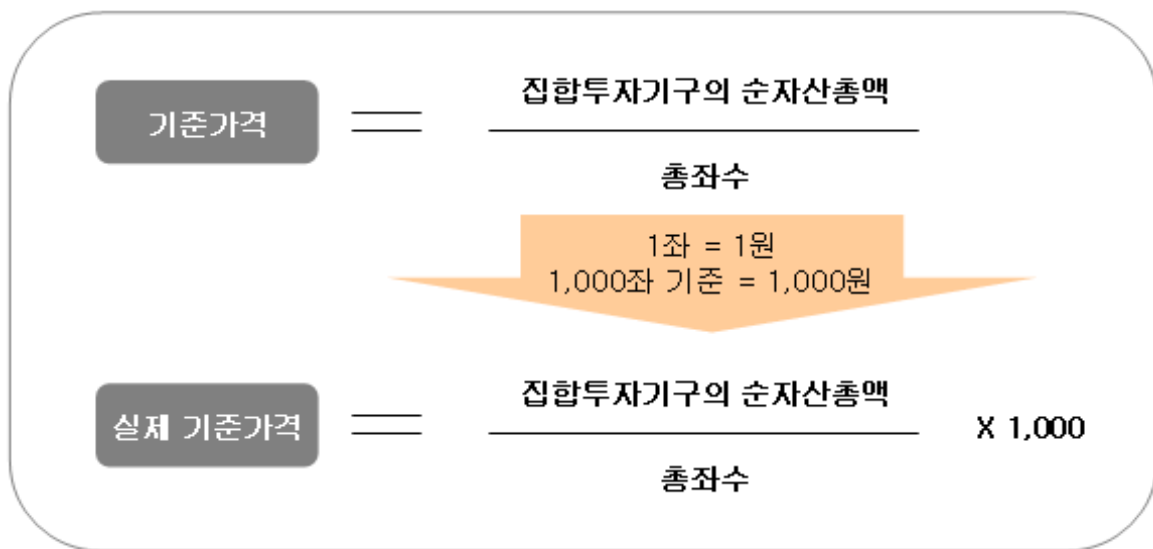 집합투자기구의 순자산총액
기준가격 =
총좌수
1좌 = 1원
1,000좌 기준 = 1,000원
집합투자기구의 순자산총액
실제 기준가격 = X 1,000
총좌수